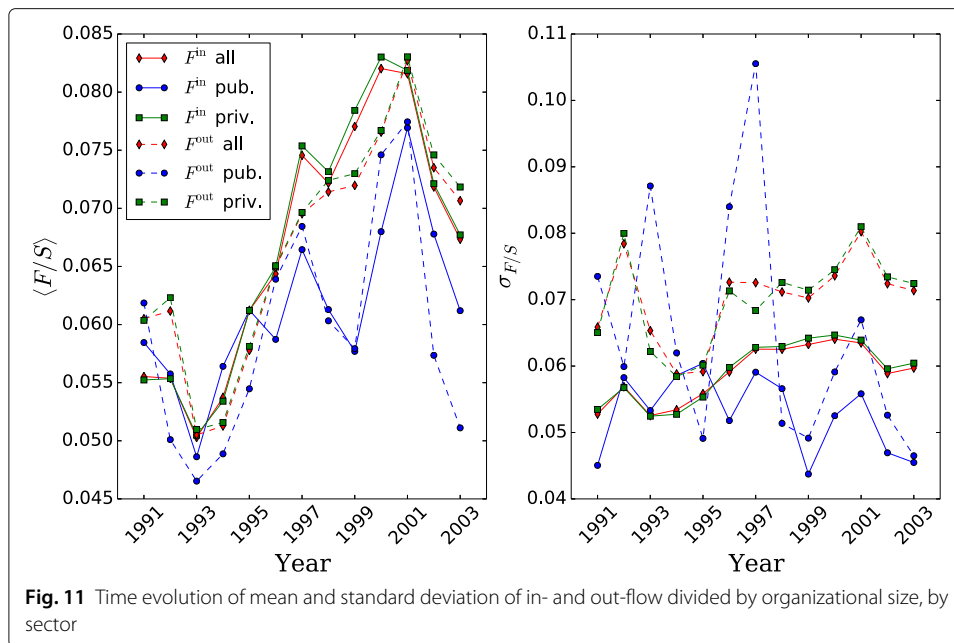 0.085
0.080
0.075
0.070
0.065
0.060
0.055
0.050
0.045
⟨F/S⟩
F^in all
F^in pub.
F^in priv.
F^out all
F^out pub.
F^out priv.
1991
1993
1995
1997
1999
2001
2003
Year
0.11
0.10
0.09
0.08
0.07
0.06
0.05
0.04
σ_F/S
1991
1993
1995
1997
1999
2001
2003
Year
Fig. 11 Time evolution of mean and standard deviation of in- and out-flow divided by organizational size, by
sector